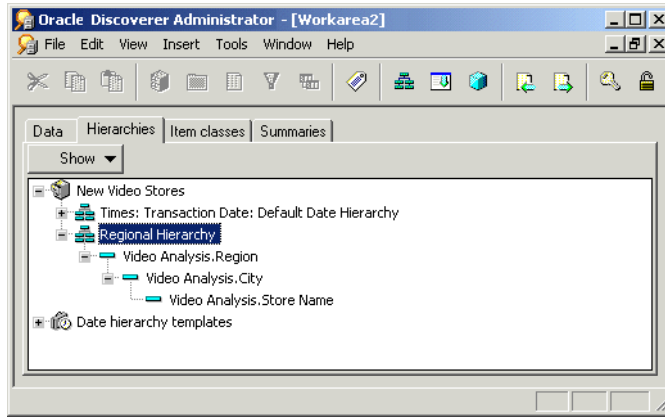 Oracle Discoverer Administrator - [Workarea2]
File Edit View Insert Tools Window Help
Data Hierarchies Item classes Summaries
Show
New Video Stores
Times: Transaction Date: Default Date Hierarchy
Regional Hierarchy
Video Analysis.Region
Video Analysis.City
Video Analysis.Store Name
Date hierarchy templates